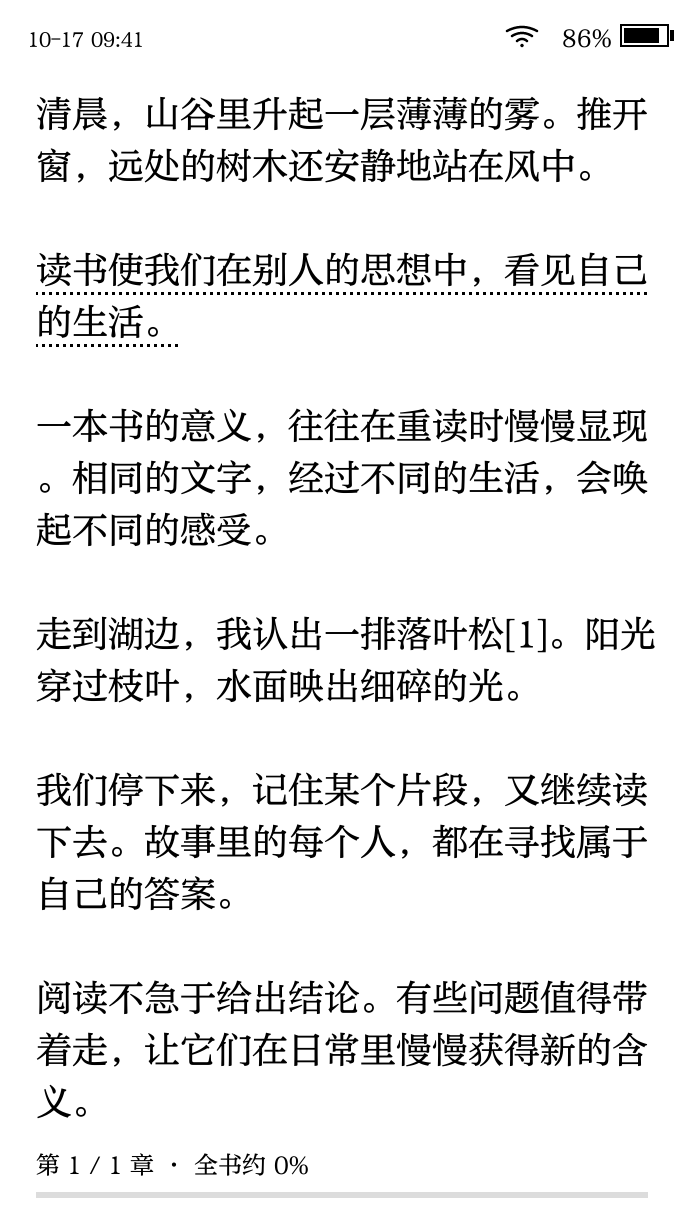 10-17 09:41 86%
清晨，山谷里升起一层薄薄的雾。推开
窗，远处的树木还安静地站在风中。
读书使我们在别人的思想中，看见自己
的生活。
一本书的意义，往往在重读时慢慢显现
。相同的文字，经过不同的生活，会唤
起不同的感受。
走到湖边，我认出一排落叶松[1]。阳光
穿过枝叶，水面映出细碎的光。
我们停下来，记住某个片段，又继续读
下去。故事里的每个人，都在寻找属于
自己的答案。
阅读不急于给出结论。有些问题值得带
着走，让它们在日常里慢慢获得新的含
义。
第 1 / 1 章 · 全书约 0%